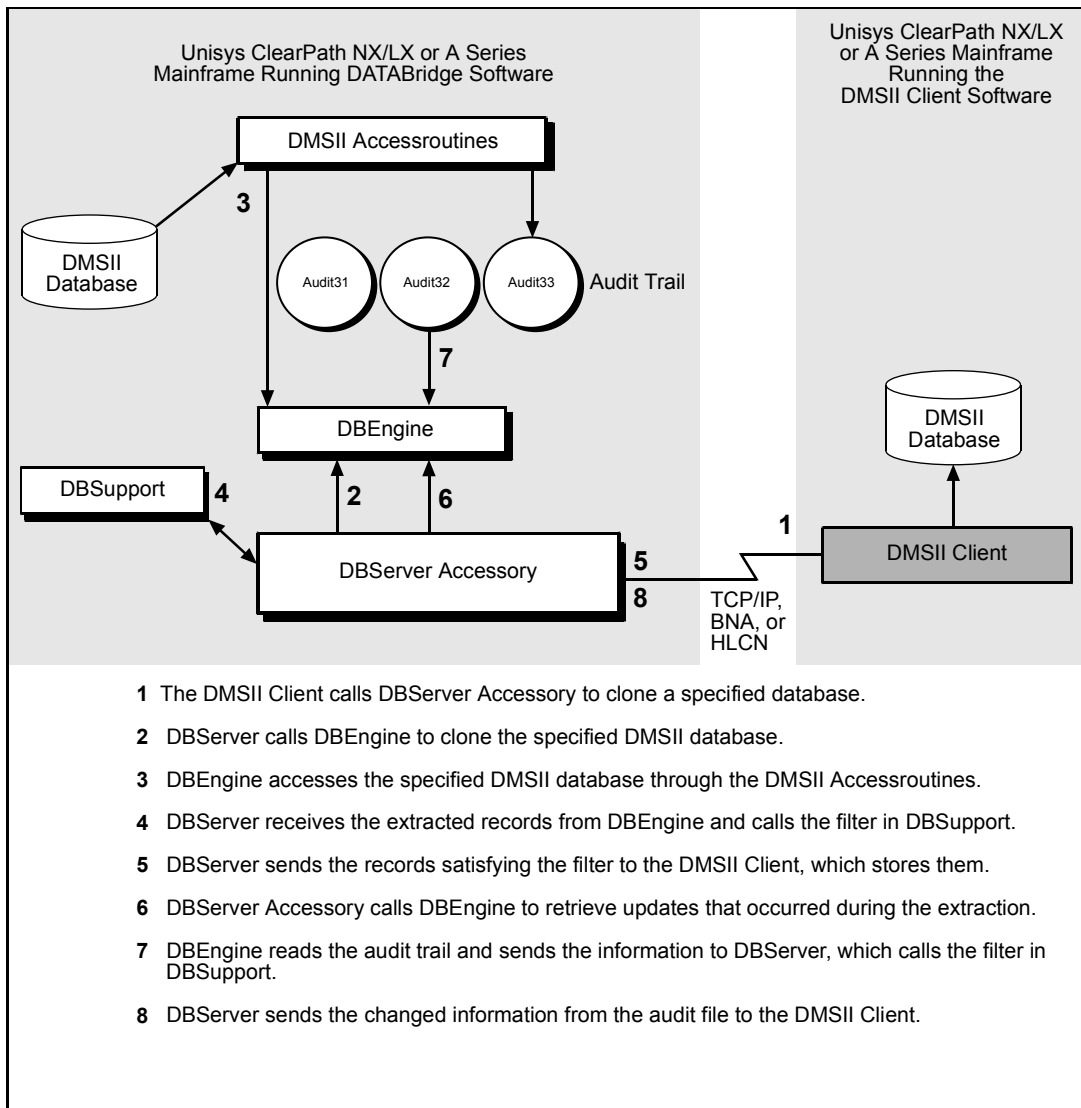 Unisys ClearPath NX/LX or A Series
Mainframe Running DATABridge Software
Unisys ClearPath NX/LX
or A Series Mainframe
Running the
DMSII Client Software
DMSII Accessroutines
3
DMSII
Database
Audit31
Audit32
Audit33
Audit Trail
7
DBEngine
DMSII
Database
DBSupport
4
2
6
1
DMSII Client
DBServer Accessory
5
8
TCP/IP,
BNA, or
HLCN
1 The DMSII Client calls DBServer Accessory to clone a specified database.
2 DBServer calls DBEngine to clone the specified DMSII database.
3 DBEngine accesses the specified DMSII database through the DMSII Accessroutines.
4 DBServer receives the extracted records from DBEngine and calls the filter in DBSupport.
5 DBServer sends the records satisfying the filter to the DMSII Client, which stores them.
6 DBServer Accessory calls DBEngine to retrieve updates that occurred during the extraction.
7 DBEngine reads the audit trail and sends the information to DBServer, which calls the filter in
DBSupport.
8 DBServer sends the changed information from the audit file to the DMSII Client.